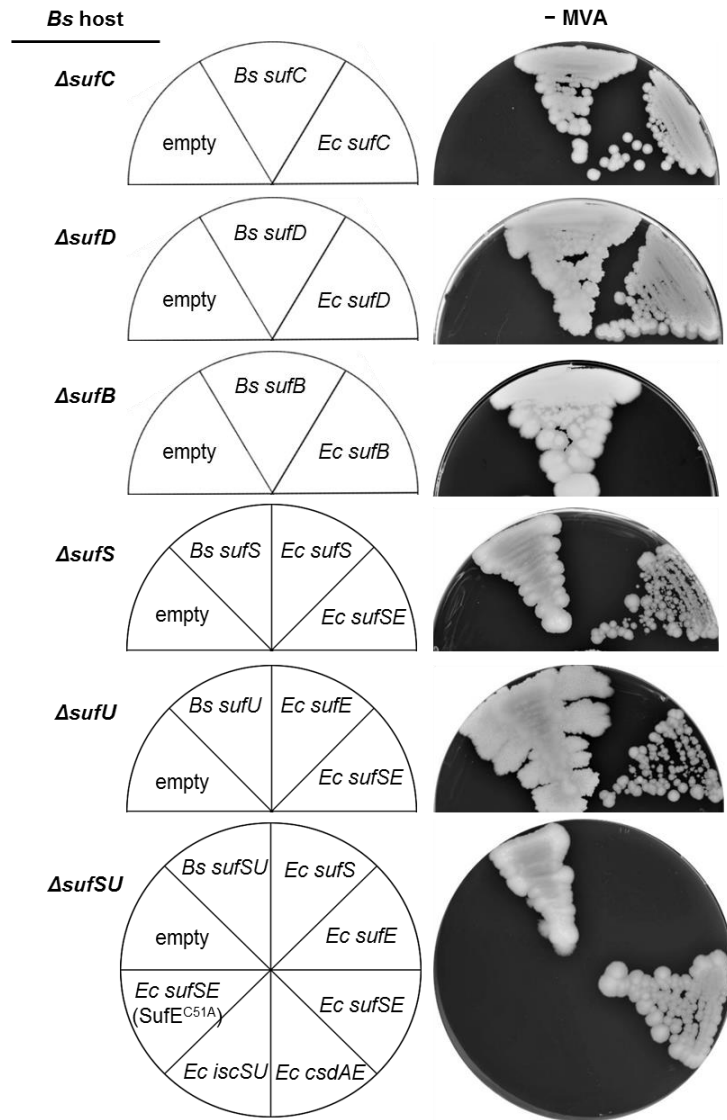 Bs host
− MVA
ΔsufC
empty
Bs sufC
Ec sufC
ΔsufD
empty
Bs sufD
Ec sufD
ΔsufB
empty
Bs sufB
Ec sufB
ΔsufS
empty
Bs sufS
Ec sufS
Ec sufSE
ΔsufU
empty
Bs sufU
Ec sufE
Ec sufSE
ΔsufSU
empty
Bs sufSU
Ec sufS
Ec sufE
Ec sufSE
Ec csdAE
Ec iscSU
Ec sufSE
(SufE^C51A)